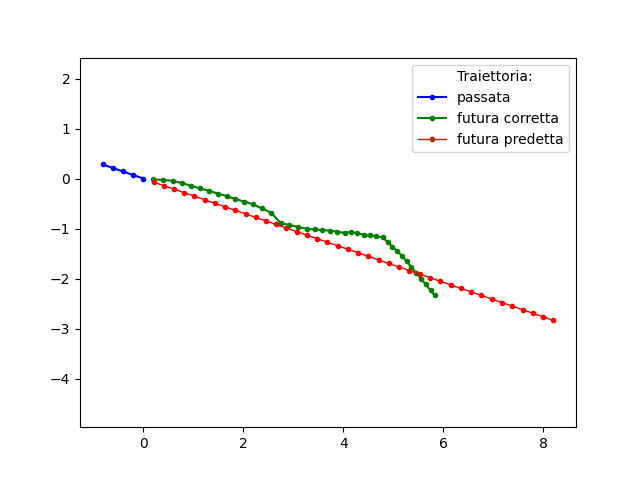 Traiettoria:
passata
futura corretta
futura predetta
2
1
0
−1
−2
−3
−4
0 2 4 6 8